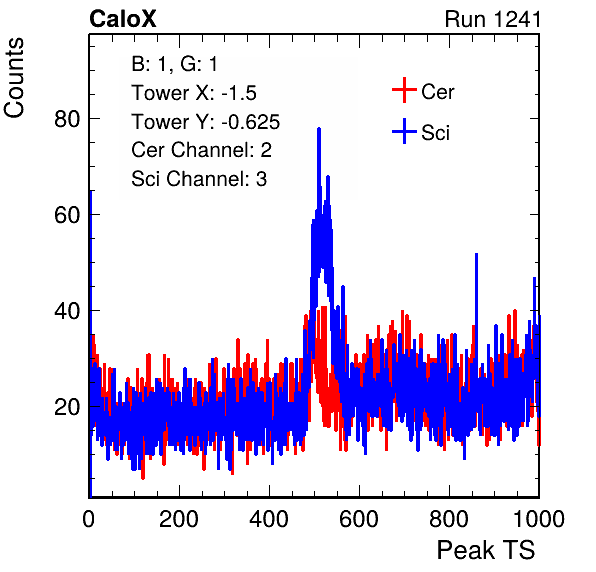 CaloX
Run 1241
Counts
B: 1, G: 1
Tower X: -1.5
Tower Y: -0.625
Cer Channel: 2
Sci Channel: 3
Cer
Sci
80
60
40
20
0
200
400
600
800
1000
Peak TS